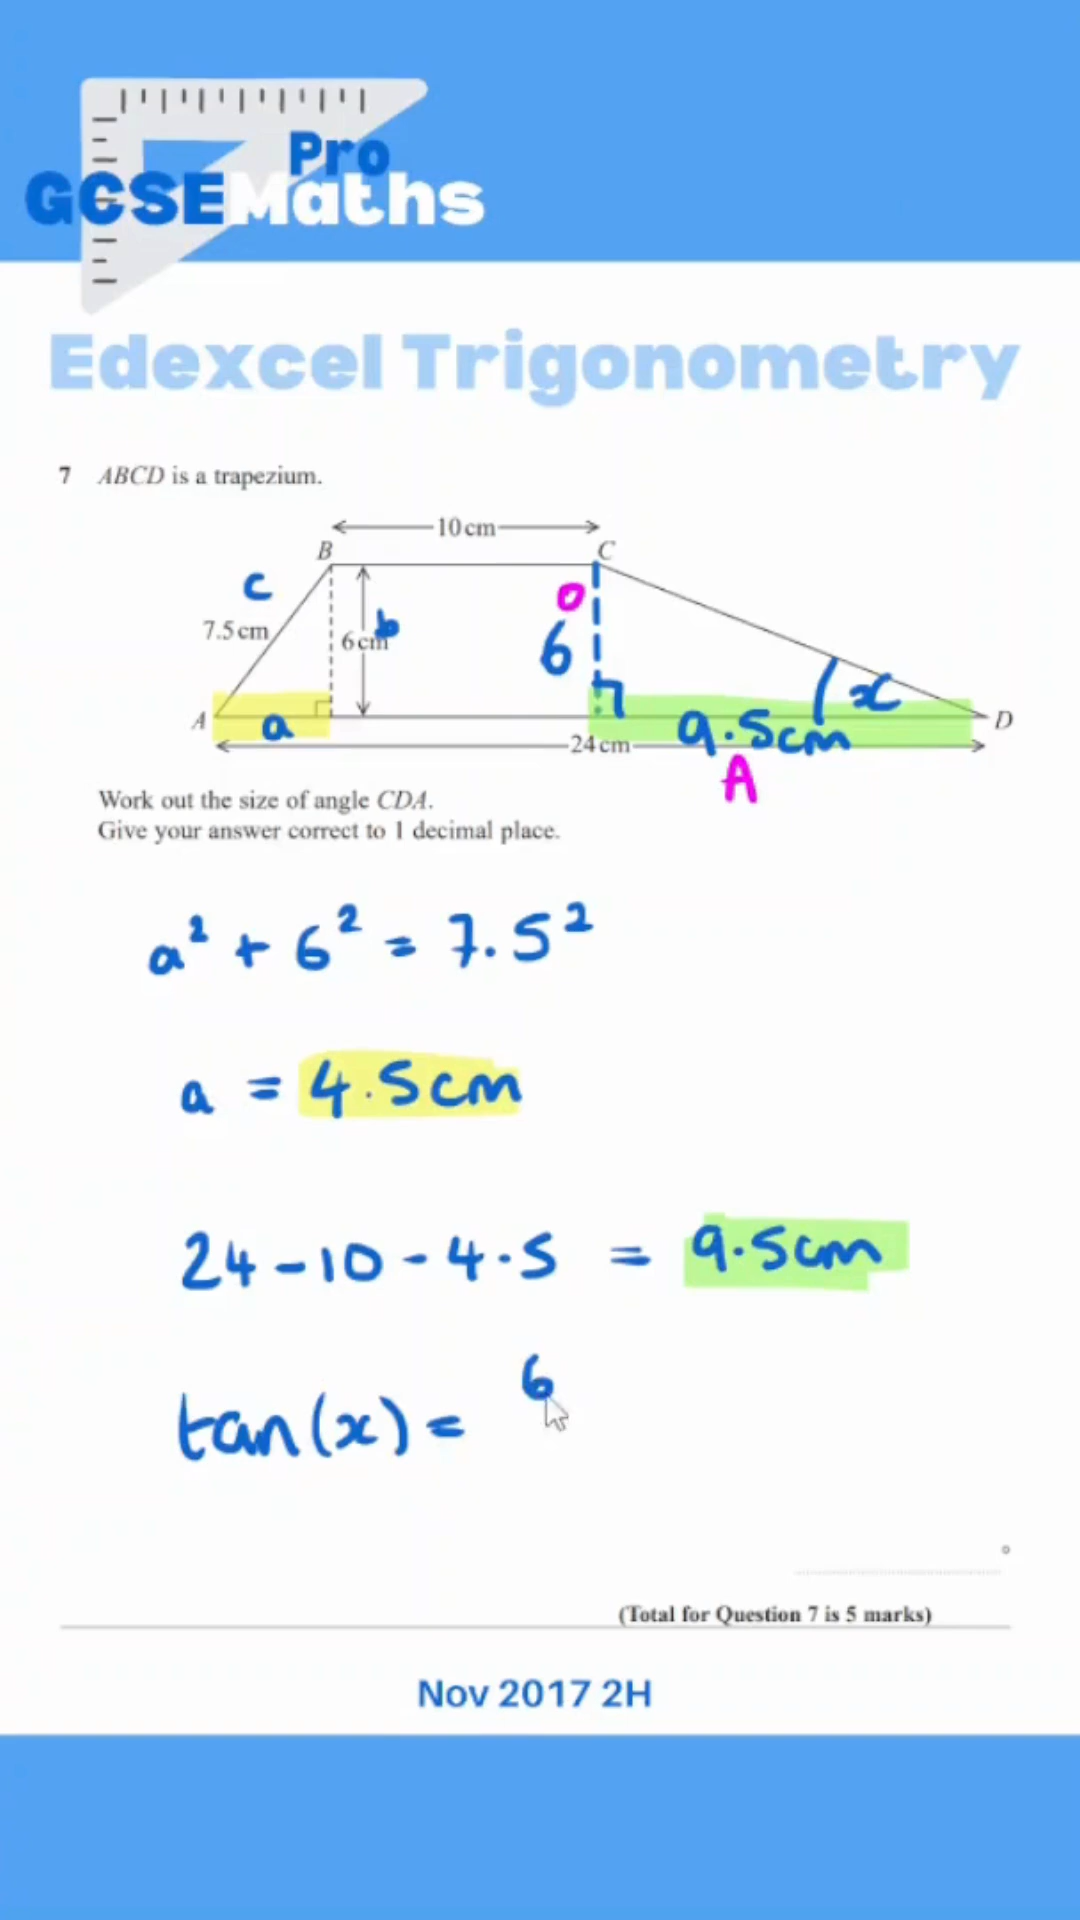 Pro
GCSEMaths
Edexcel Trigonometry
7 ABCD is a trapezium.
10 cm
B
C
c
7.5 cm
6 cm
b
O
6
x
A
a
9.5cm
D
24 cm
A
Work out the size of angle CDA.
Give your answer correct to 1 decimal place.
a² + 6² = 7.5²
a = 4.5cm
24 - 10 - 4.5 = 9.5cm
6
tan(x) =
°
(Total for Question 7 is 5 marks)
Nov 2017 2H